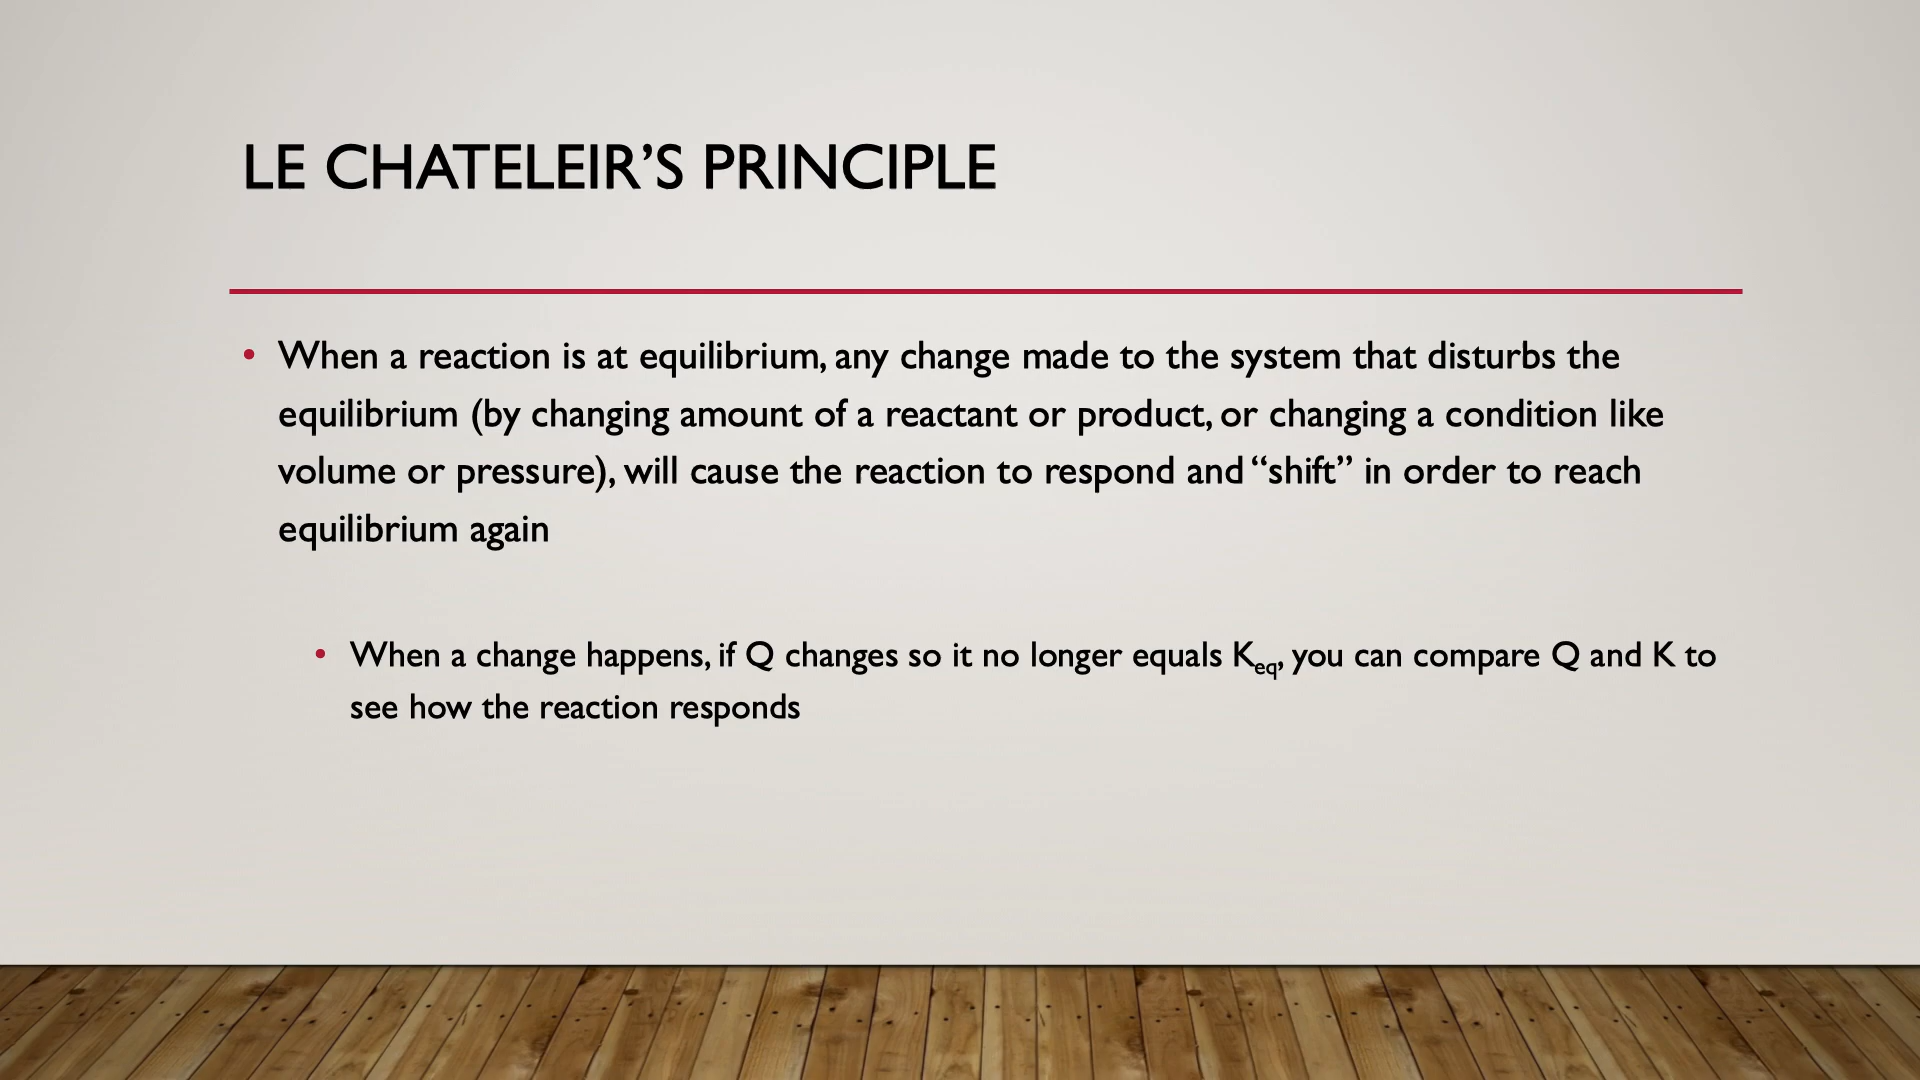 LE CHATELEIR’S PRINCIPLE
• When a reaction is at equilibrium, any change made to the system that disturbs the
equilibrium (by changing amount of a reactant or product, or changing a condition like
volume or pressure), will cause the reaction to respond and “shift” in order to reach
equilibrium again
• When a change happens, if Q changes so it no longer equals Keq, you can compare Q and K to
see how the reaction responds